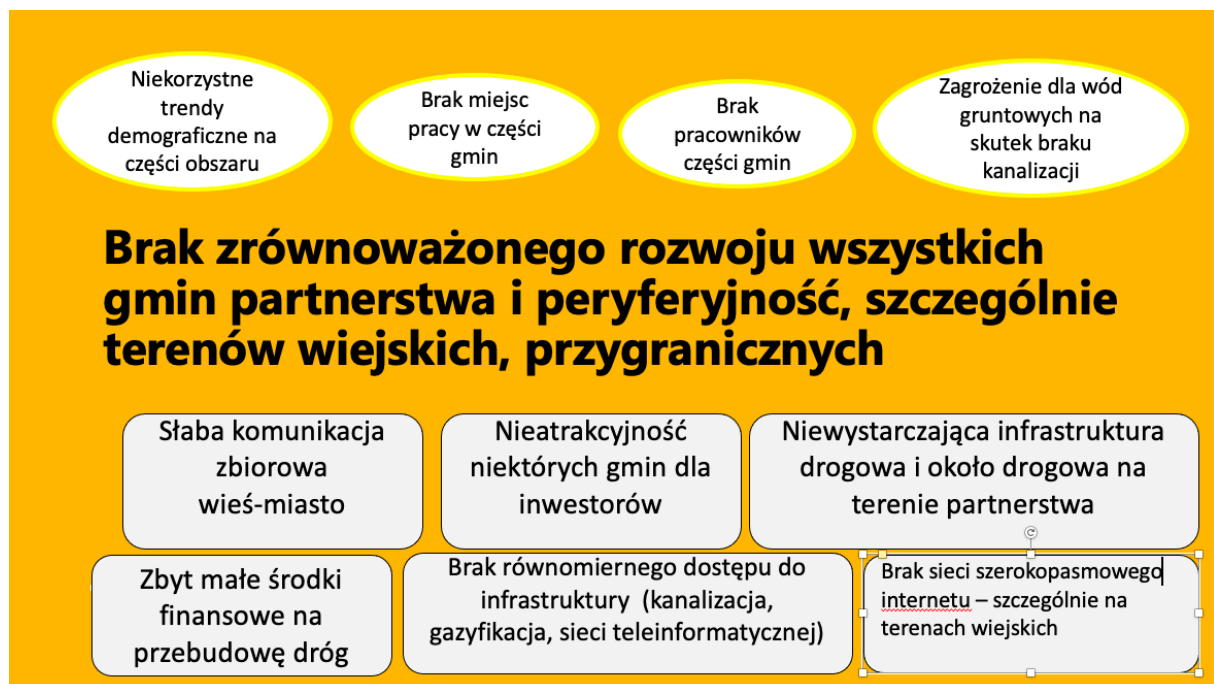 Niekorzystne
trendy
demograficzne na
części obszaru
Brak miejsc
pracy w części
gmin
Brak
pracowników
części gmin
Zagrożenie dla wód
gruntowych na
skutek braku
kanalizacji
Brak zrównoważonego rozwoju wszystkich
gmin partnerstwa i peryferyjność, szczególnie
terenów wiejskich, przygranicznych
Słaba komunikacja
zbiorowa
wieś-miasto
Nieatrakcyjność
niektórych gmin dla
inwestorów
Niewystarczająca infrastruktura
drogowa i około drogowa na
terenie partnerstwa
Zbyt małe środki
finansowe na
przebudowę dróg
Brak równomiernego dostępu do
infrastruktury (kanalizacja,
gazyfikacja, sieci teleinformatycznej)
Brak sieci szerokopasmowego
internetu – szczególnie na
terenach wiejskich